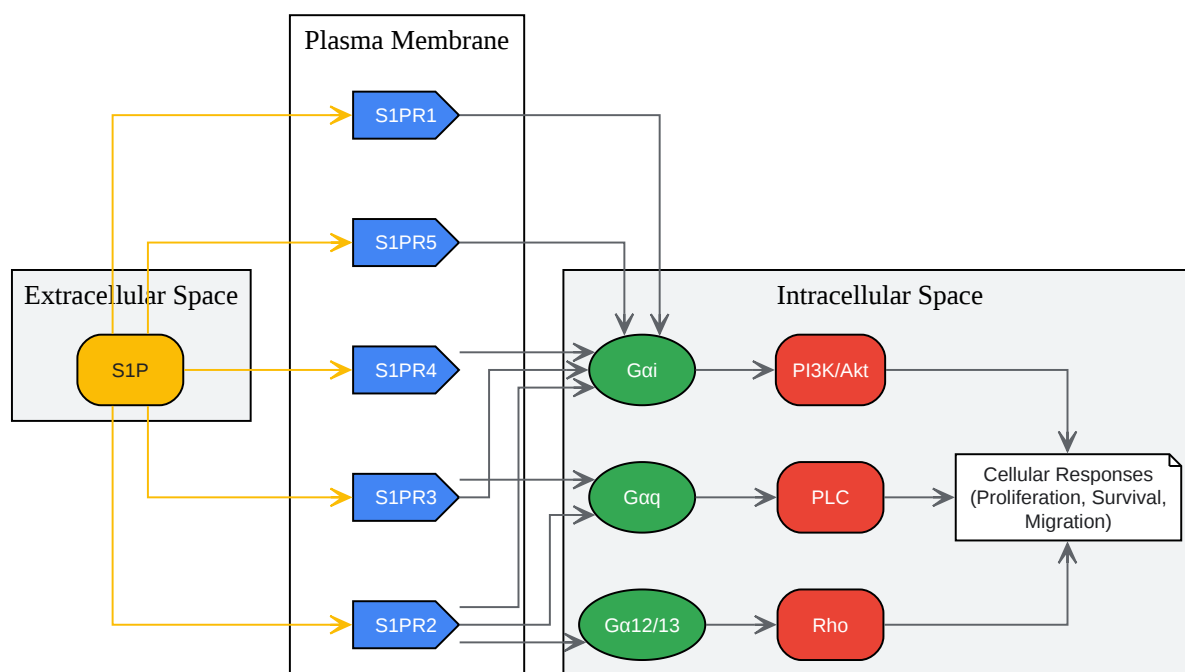 Plasma Membrane
S1PR1
S1PR5
Extracellular Space
Intracellular Space
S1P
S1PR4
Gαi
PI3K/Akt
S1PR3
Gαq
PLC
Cellular Responses
(Proliferation, Survival,
Migration)
S1PR2
Gα12/13
Rho